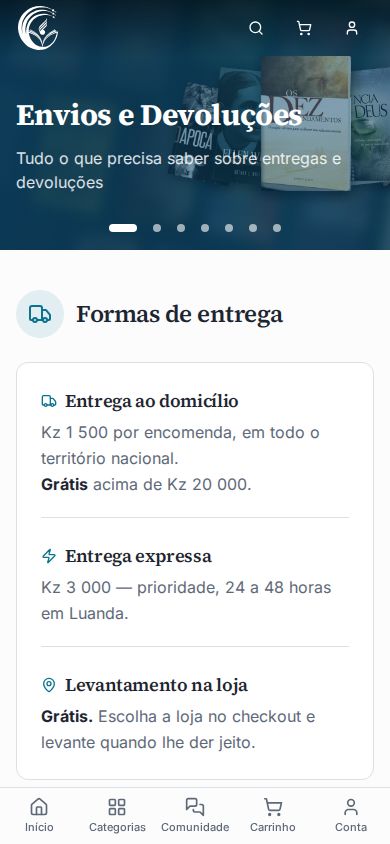 Envios e Devoluções
Tudo o que precisa saber sobre entregas e
devoluções
OS
DEZ
Formas de entrega
Entrega ao domicílio
Kz 1 500 por encomenda, em todo o
território nacional.
Grátis acima de Kz 20 000.
Entrega expressa
Kz 3 000 — prioridade, 24 a 48 horas
em Luanda.
Levantamento na loja
Grátis. Escolha a loja no checkout e
levante quando lhe der jeito.
Início
Categorias
Comunidade
Carrinho
Conta